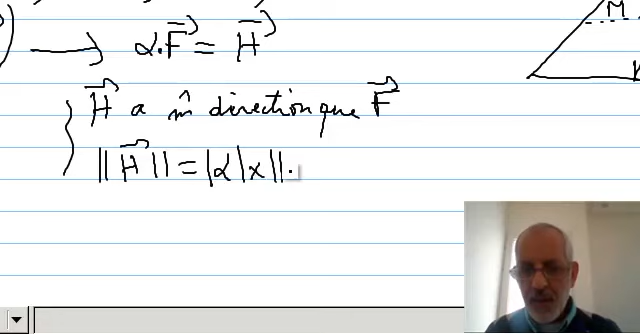 ) → α.F⃗ = H⃗
M
H⃗ a m̂ direction que F⃗
||H⃗|| = |α|x||.